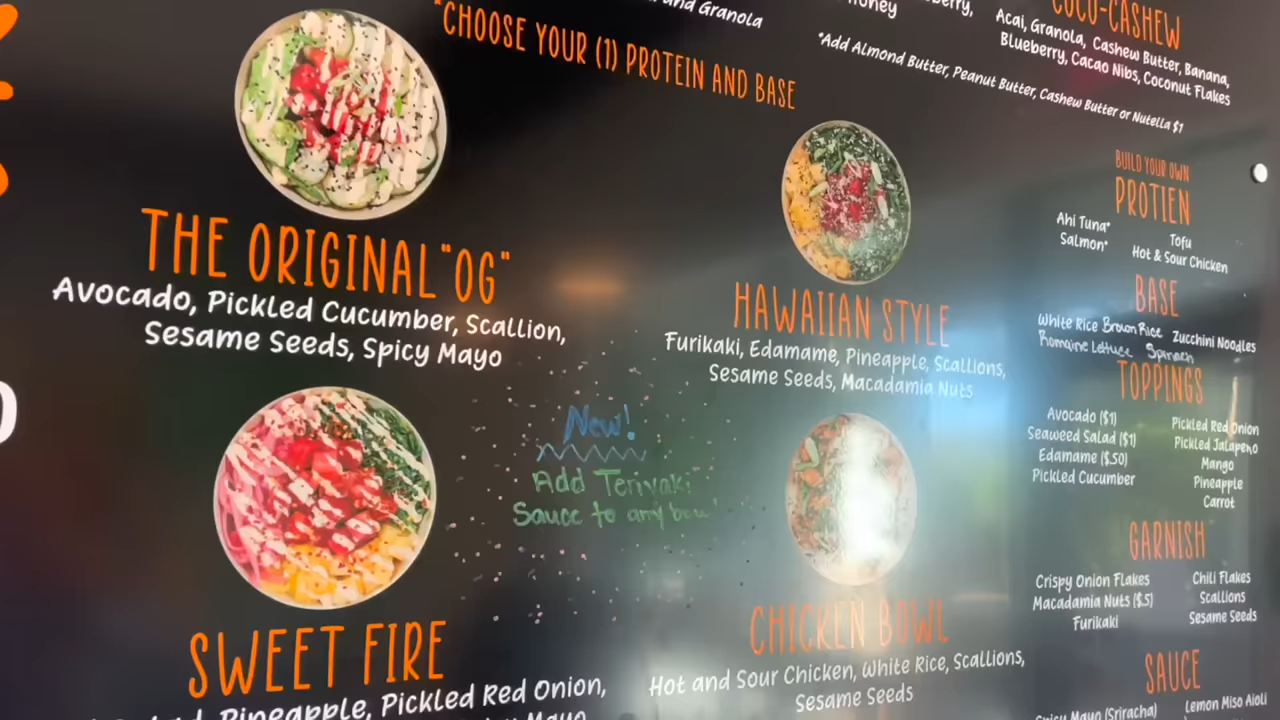 and Granola
"CHOOSE YOUR (1) PROTEIN AND BASE
COCO-CASHEW
Acai, Granola, Cashew Butter, Banana,
Blueberry, Cacao Nibs, Coconut Flakes
*Add Almond Butter, Peanut Butter, Cashew Butter or Nutella $1
THE ORIGINAL "OG"
Avocado, Pickled Cucumber, Scallion,
Sesame Seeds, Spicy Mayo
HAWAIIAN STYLE
Furikaki, Edamame, Pineapple, Scallions,
Sesame Seeds, Macadamia Nuts
New!
Add Teriyaki
Sauce to any bowl
SWEET FIRE
Pineapple, Pickled Red Onion,
Mayo
CHICKEN BOWL
Hot and Sour Chicken, White Rice, Scallions,
Sesame Seeds
BUILD YOUR OWN
PROTIEN
Ahi Tuna*
Salmon*
Tofu
Hot & Sour Chicken
BASE
White Rice Brown Rice Zucchini Noodles
Romaine Lettuce Spinach
TOPPINGS
Avocado ($1)
Seaweed Salad ($1)
Edamame ($.50)
Pickled Cucumber
Pickled Red Onion
Pickled Jalapeño
Mango
Pineapple
Carrot
GARNISH
Crispy Onion Flakes
Macadamia Nuts ($.5)
Furikaki
Chili Flakes
Scallions
Sesame Seeds
SAUCE
Spicy Mayo (Sriracha)
Lemon Miso Aioli